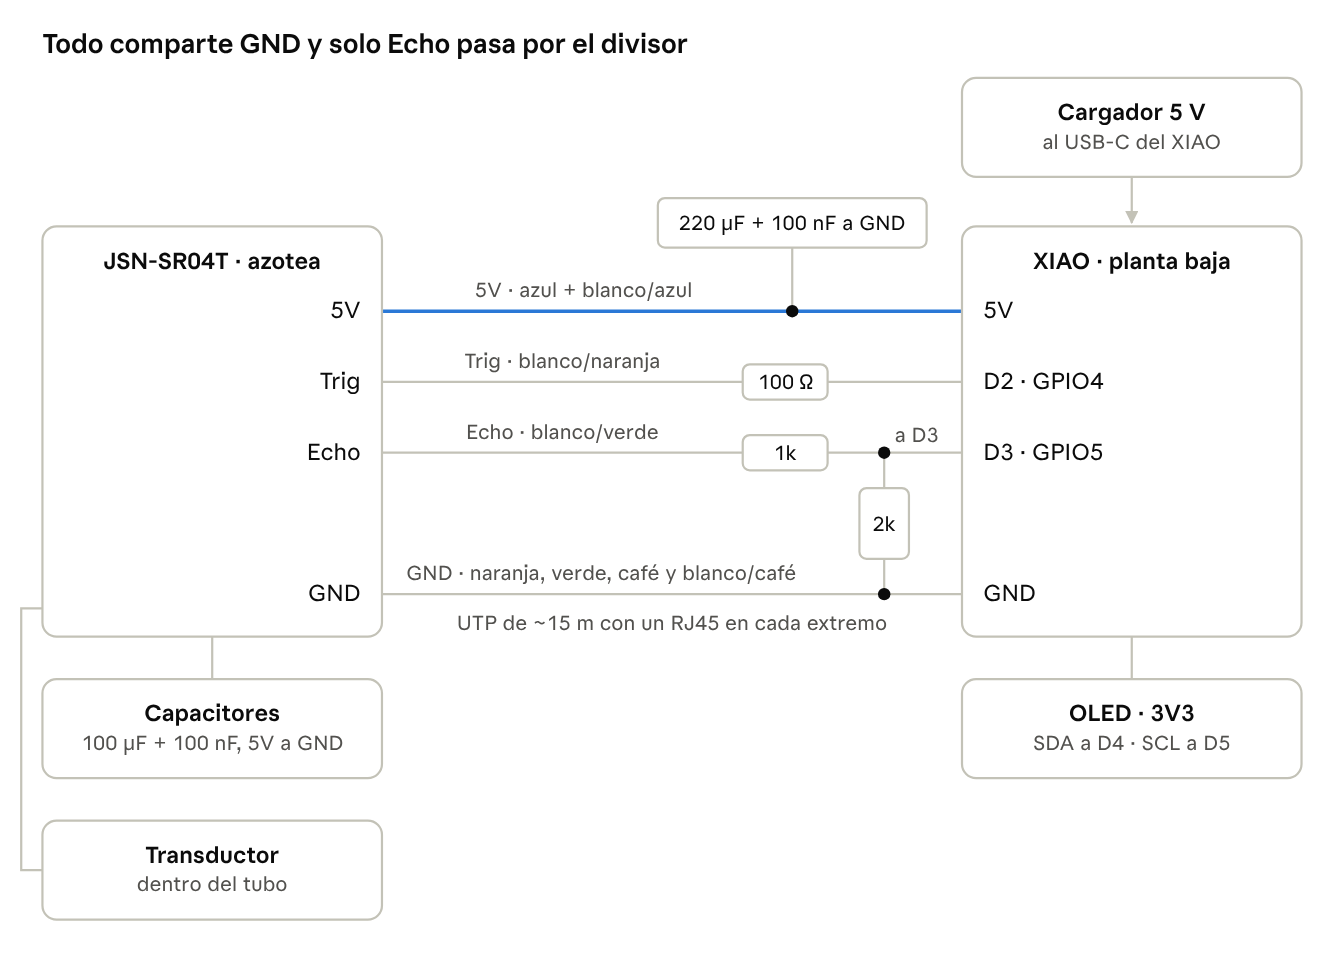 Todo comparte GND y solo Echo pasa por el divisor
Cargador 5 V
al USB-C del XIAO
220 µF + 100 nF a GND
JSN-SR04T · azotea
XIAO · planta baja
5V
5V · azul + blanco/azul
5V
Trig
Trig · blanco/naranja
100 Ω
D2 · GPIO4
Echo
Echo · blanco/verde
1k
a D3
D3 · GPIO5
2k
GND
GND · naranja, verde, café y blanco/café
GND
UTP de ~15 m con un RJ45 en cada extremo
Capacitores
100 µF + 100 nF, 5V a GND
OLED · 3V3
SDA a D4 · SCL a D5
Transductor
dentro del tubo